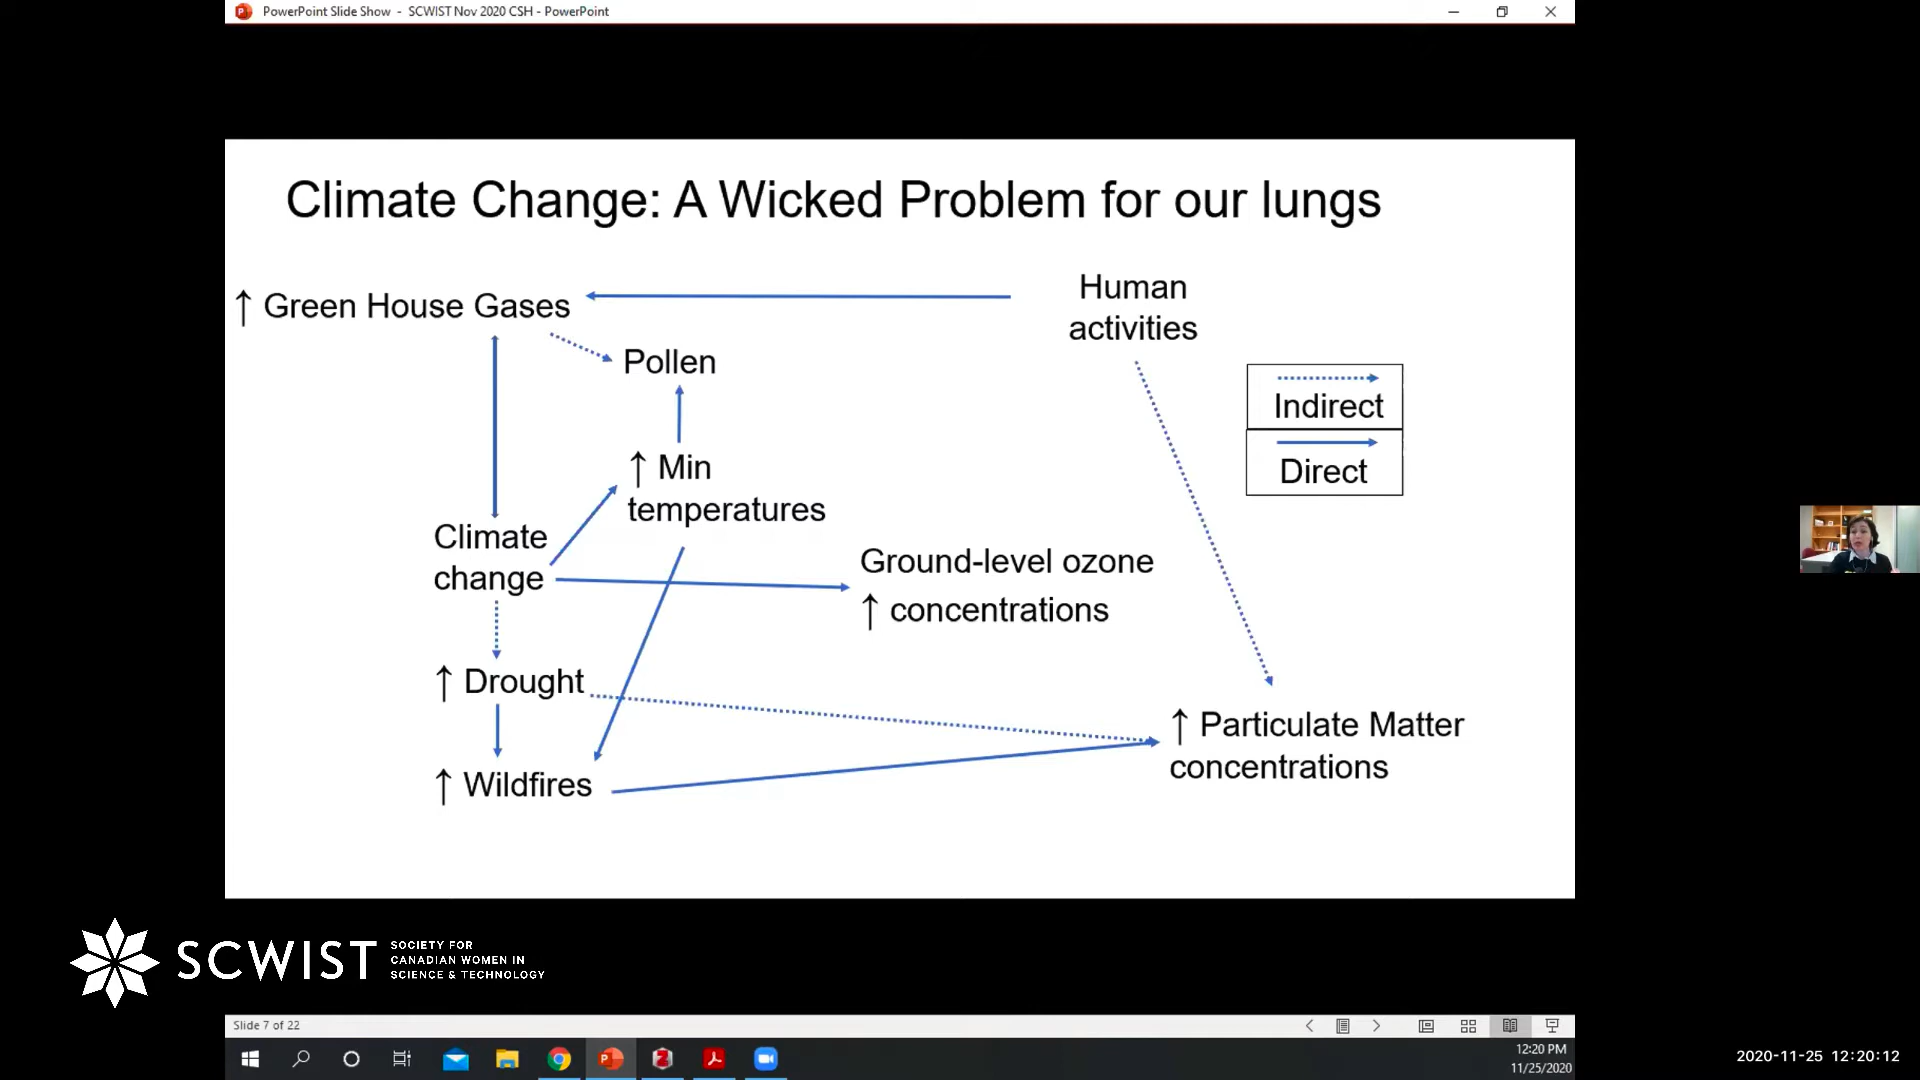 PowerPoint Slide Show - SCWIST Nov 2020 CSH - PowerPoint
Climate Change: A Wicked Problem for our lungs
↑ Green House Gases
Human
activities
Pollen
Indirect
Direct
↑ Min
temperatures
Climate
change
Ground-level ozone
↑ concentrations
↑ Drought
↑ Particulate Matter
concentrations
↑ Wildfires
SCWIST
SOCIETY FOR
CANADIAN WOMEN IN
SCIENCE & TECHNOLOGY
Slide 7 of 22
12:20 PM
11/25/2020
2020-11-25 12:20:12